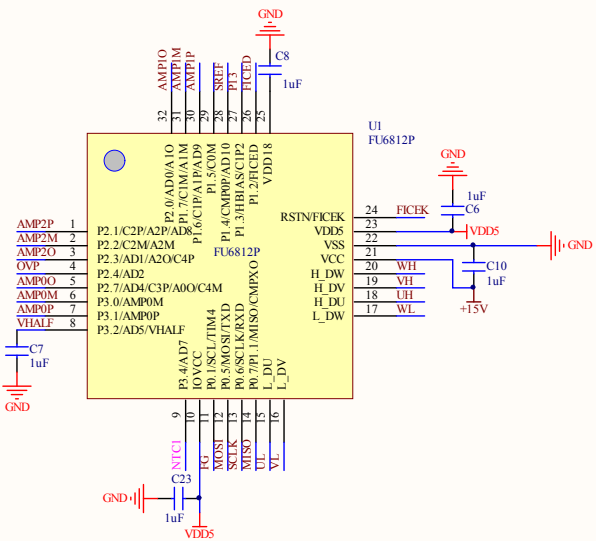 GND
C8
1uF
AMP1O
AMP1M
AMP1P
SREF
P13
FICED
32
31
30
29
28
27
26
25
U1
FU6812P
P2.0/AD0/A1O
P1.7/C1M/A1M
P1.6/C1P/A1P/AD9
P1.5/C0M
P1.4/CMP0P/AD10
P1.3/HBIAS/C1P2
P1.2/FICED
VDD18
AMP2P 1 P2.1/C2P/A2P/AD8
AMP2M 2 P2.2/C2M/A2M
AMP2O 3 P2.3/AD1/A2O/C4P
OVP 4 P2.4/AD2
AMP0O 5 P2.7/AD4/C3P/A0O/C4M
AMP0M 6 P3.0/AMP0M
AMP0P 7 P3.1/AMP0P
VHALF 8 P3.2/AD5/VHALF
FU6812P
RSTN/FICEK 24 FICEK
VDD5 23
VSS 22
VCC 21
H_DW 20 WH
H_DV 19 VH
H_DU 18 UH
L_DW 17 WL
GND
1uF
C6
VDD5
GND
C10
1uF
+15V
C7
1uF
GND
P3.4/AD7
IOVCC
P0.1/SCL/TIM4
P0.5/MOSI/TXD
P0.6/SCLK/RXD
P0.7/P1.1/MISO/CMPXO
L_DU
L_DV
9
10
11
12
13
14
15
16
NTC1
FG
MOSI
SCLK
MISO
UL
VL
GND
C23
1uF
VDD5